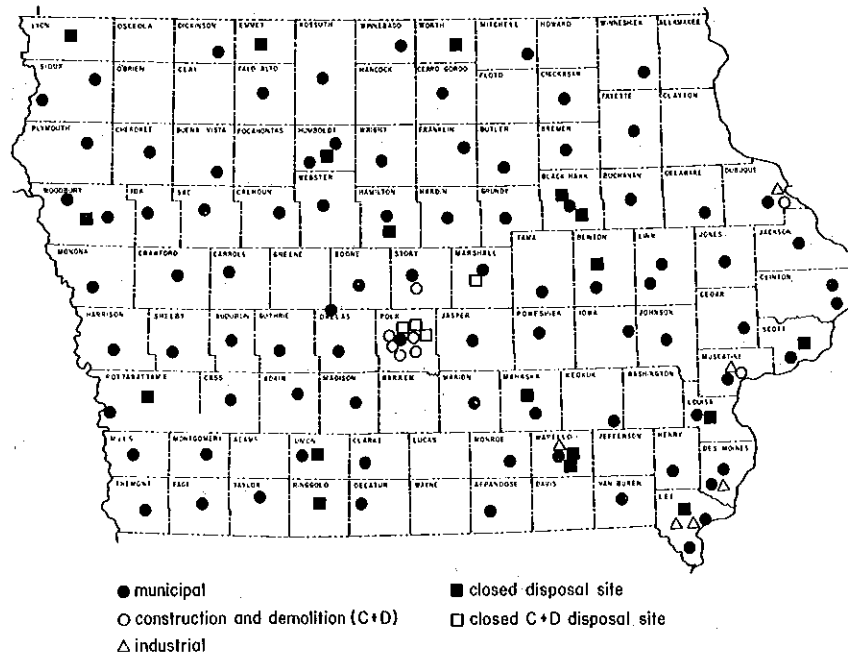 LYON OSCEOLA DICKINSON EMMET KOSSUTH WINNEBAGO WORTH MITCHELL HOWARD WINNESHIEK ALLAMAKEE
SIOUX O'BRIEN CLAY PALO ALTO HANCOCK CERRO GORDO FLOYD CHICKASAW
FAYETTE CLAYTON
PLYMOUTH CHEROKEE BUENA VISTA POCAHONTAS HUMBOLDT WRIGHT FRANKLIN BUTLER BREMER
WEBSTER BLACK HAWK BUCHANAN DELAWARE DUBUQUE
WOODBURY IDA SAC CALHOUN HAMILTON HARDIN GRUNDY
TAMA BENTON LINN JONES JACKSON
MONONA CRAWFORD CARROLL GREENE BOONE STORY MARSHALL
CLINTON
CEDAR
HARRISON SHELBY AUDUBON GUTHRIE DALLAS POLK JASPER POWESHIEK IOWA JOHNSON
SCOTT
MUSCATINE
POTTAWATTAMIE CASS ADAIR MADISON WARREN MARION MAHASKA KEOKUK WASHINGTON
LOUISA
MILLS MONTGOMERY ADAMS UNION CLARKE LUCAS MONROE WAPELLO JEFFERSON HENRY DES MOINES
FREMONT PAGE TAYLOR RINGGOLD DECATUR WAYNE APPANOOSE DAVIS VAN BUREN
LEE
municipal
construction and demolition (C+D)
industrial
closed disposal site
closed C+D disposal site